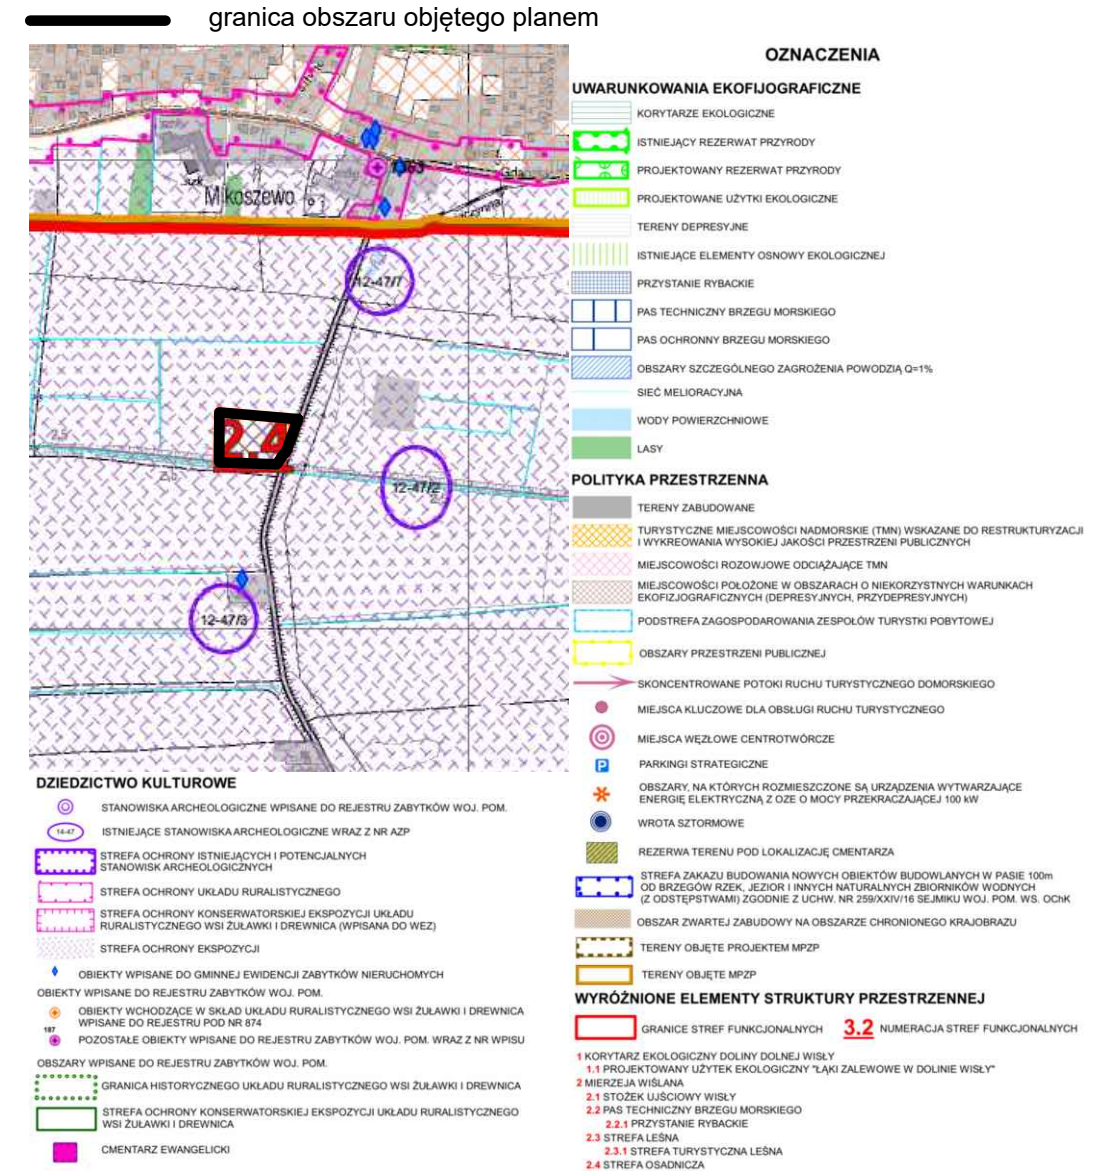 granica obszaru objętego planem
Mikoszewo
szk
12-47/7
2.4
12-47/2
12-47/3
OZNACZENIA
UWARUNKOWANIA EKOFIJOGRAFICZNE
KORYTARZE EKOLOGICZNE
ISTNIEJĄCY REZERWAT PRZYRODY
PROJEKTOWANY REZERWAT PRZYRODY
PROJEKTOWANE UŻYTKI EKOLOGICZNE
TERENY DEPRESYJNE
ISTNIEJĄCE ELEMENTY OSNOWY EKOLOGICZNEJ
PRZYSTANIE RYBACKIE
PAS TECHNICZNY BRZEGU MORSKIEGO
PAS OCHRONNY BRZEGU MORSKIEGO
OBSZARY SZCZEGÓLNEGO ZAGROŻENIA POWODZIĄ Q=1%
SIEĆ MELIORACYJNA
WODY POWIERZCHNIOWE
LASY
POLITYKA PRZESTRZENNA
TERENY ZABUDOWANE
TURYSTYCZNE MIEJSCOWOŚCI NADMORSKIE (TMN) WSKAZANE DO RESTRUKTURYZACJI
I WYKREOWANIA WYSOKIEJ JAKOŚCI PRZESTRZENI PUBLICZNYCH
MIEJSCOWOŚCI ROZOWJOWE ODCIĄŻAJĄCE TMN
MIEJSCOWOŚCI POŁOŻONE W OBSZARACH O NIEKORZYSTNYCH WARUNKACH
EKOFIZJOGRAFICZNYCH (DEPRESYJNYCH, PRZYDEPRESYJNYCH)
PODSTREFA ZAGOSPODAROWANIA ZESPOŁÓW TURYSTKI POBYTOWEJ
OBSZARY PRZESTRZENI PUBLICZNEJ
SKONCENTROWANE POTOKI RUCHU TURYSTYCZNEGO DOMORSKIEGO
MIEJSCA KLUCZOWE DLA OBSŁUGI RUCHU TURYSTYCZNEGO
MIEJSCA WĘZŁOWE CENTROTWÓRCZE
P PARKINGI STRATEGICZNE
OBSZARY, NA KTÓRYCH ROZMIESZCZONE SĄ URZĄDZENIA WYTWARZAJĄCE
ENERGIĘ ELEKTRYCZNĄ Z OZE O MOCY PRZEKRACZAJĄCEJ 100 kW
WROTA SZTORMOWE
REZERWA TERENU POD LOKALIZACJĘ CMENTARZA
STREFA ZAKAZU BUDOWANIA NOWYCH OBIEKTÓW BUDOWLANYCH W PASIE 100m
OD BRZEGÓW RZEK, JEZIOR I INNYCH NATURALNYCH ZBIORNIKÓW WODNYCH
(Z ODSTĘPSTWAMI) ZGODNIE Z UCHW. NR 259/XXIV/16 SEJMIKU WOJ. POM. WS. OChK
OBSZAR ZWARTEJ ZABUDOWY NA OBSZARZE CHRONIONEGO KRAJOBRAZU
TERENY OBJĘTE PROJEKTEM MPZP
TERENY OBJĘTE MPZP
WYRÓŻNIONE ELEMENTY STRUKTURY PRZESTRZENNEJ
GRANICE STREF FUNKCJONALNYCH 3.2 NUMERACJA STREF FUNKCJONALNYCH
1 KORYTARZ EKOLOGICZNY DOLINY DOLNEJ WISŁY
1.1 PROJEKTOWANY UŻYTEK EKOLOGICZNY "ŁĄKI ZALEWOWE W DOLINIE WISŁY"
2 MIERZEJA WIŚLANA
2.1 STOŻEK UJŚCIOWY WISŁY
2.2 PAS TECHNICZNY BRZEGU MORSKIEGO
2.2.1 PRZYSTANIE RYBACKIE
2.3 STREFA LEŚNA
2.3.1 STREFA TURYSTYCZNA LEŚNA
2.4 STREFA OSADNICZA
DZIEDZICTWO KULTUROWE
STANOWISKA ARCHEOLOGICZNE WPISANE DO REJESTRU ZABYTKÓW WOJ. POM.
14-47 ISTNIEJĄCE STANOWISKA ARCHEOLOGICZNE WRAZ Z NR AZP
STREFA OCHRONY ISTNIEJĄCYCH I POTENCJALNYCH
STANOWISK ARCHEOLOGICZNYCH
STREFA OCHRONY UKŁADU RURALISTYCZNEGO
STREFA OCHRONY KONSERWATORSKIEJ EKSPOZYCJI UKŁADU
RURALISTYCZNEGO WSI ŻUŁAWKI I DREWNICA (WPISANA DO WEZ)
STREFA OCHRONY EKSPOZYCJI
OBIEKTY WPISANE DO GMINNEJ EWIDENCJI ZABYTKÓW NIERUCHOMYCH
OBIEKTY WPISANE DO REJESTRU ZABYTKÓW WOJ. POM.
OBIEKTY WCHODZĄCE W SKŁAD UKŁADU RURALISTYCZNEGO WSI ŻUŁAWKI I DREWNICA
WPISANE DO REJESTRU POD NR 874
187 POZOSTAŁE OBIEKTY WPISANE DO REJESTRU ZABYTKÓW WOJ. POM. WRAZ Z NR WPISU
OBSZARY WPISANE DO REJESTRU ZABYTKÓW WOJ. POM.
GRANICA HISTORYCZNEGO UKŁADU RURALISTYCZNEGO WSI ŻUŁAWKI I DREWNICA
STREFA OCHRONY KONSERWATORSKIEJ EKSPOZYCJI UKŁADU RURALISTYCZNEGO
WSI ŻUŁAWKI I DREWNICA
CMENTARZ EWANGELICKI